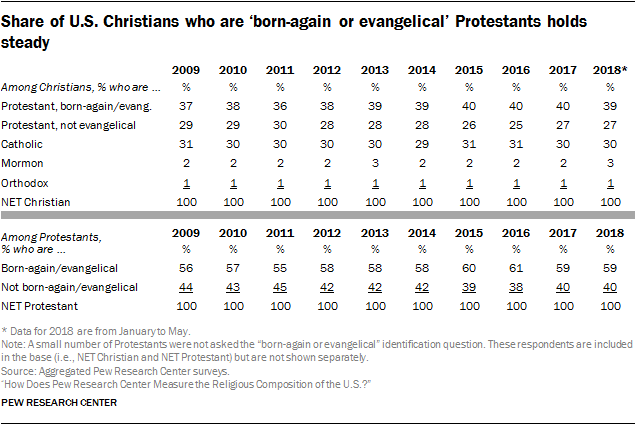 Share of U.S. Christians who are ‘born-again or evangelical’ Protestants holds
steady
2009 2010 2011 2012 2013 2014 2015 2016 2017 2018*
Among Christians, % who are ... % % % % % % % % % %
Protestant, born-again/evang. 37 38 36 38 39 39 40 40 40 39
Protestant, not evangelical 29 29 30 28 28 28 26 25 27 27
Catholic 31 30 30 30 30 29 31 31 30 30
Mormon 2 2 2 2 3 2 2 2 2 3
Orthodox 1 1 1 1 1 1 1 1 1 1
NET Christian 100 100 100 100 100 100 100 100 100 100
Among Protestants, 2009 2010 2011 2012 2013 2014 2015 2016 2017 2018
% who are ... % % % % % % % % % %
Born-again/evangelical 56 57 55 58 58 58 60 61 59 59
Not born-again/evangelical 44 43 45 42 42 42 39 38 40 40
NET Protestant 100 100 100 100 100 100 100 100 100 100
* Data for 2018 are from January to May.
Note: A small number of Protestants were not asked the “born-again or evangelical” identification question. These respondents are included
in the base (i.e., NET Christian and NET Protestant) but are not shown separately.
Source: Aggregated Pew Research Center surveys.
“How Does Pew Research Center Measure the Religious Composition of the U.S.?”
PEW RESEARCH CENTER